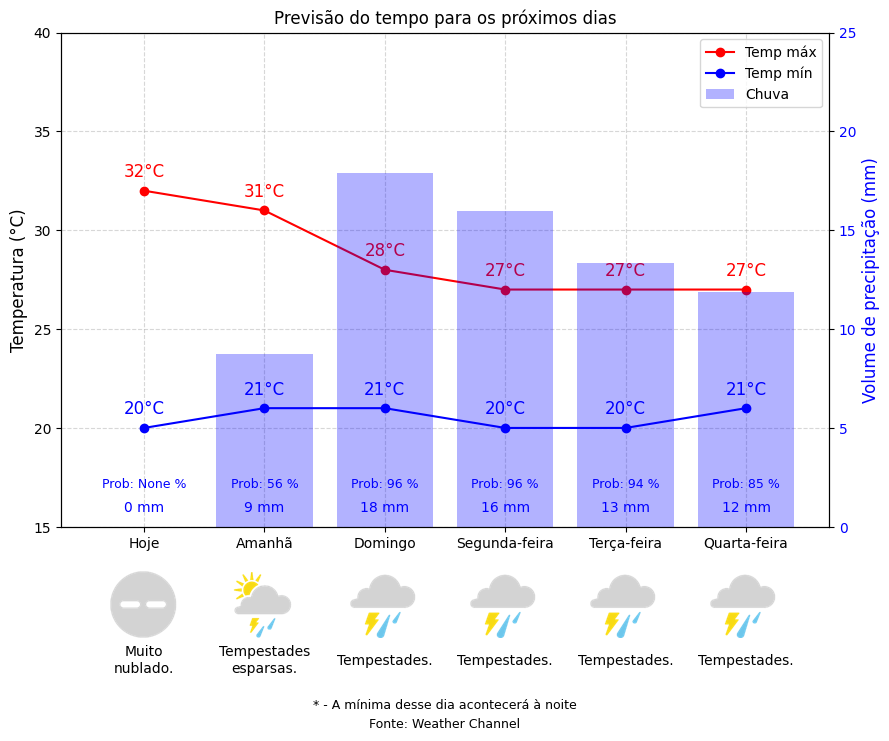 Previsão do tempo para os próximos dias
Temp máx
Temp mín
Chuva
Temperatura (°C)
Volume de precipitação (mm)
40
35
30
25
20
15
25
20
15
10
5
0
32°C
31°C
28°C
27°C
27°C
27°C
20°C
21°C
21°C
20°C
20°C
21°C
Prob: None %
Prob: 56 %
Prob: 96 %
Prob: 96 %
Prob: 94 %
Prob: 85 %
0 mm
9 mm
18 mm
16 mm
13 mm
12 mm
Hoje
Amanhã
Domingo
Segunda-feira
Terça-feira
Quarta-feira
Muito
nublado.
Tempestades
esparsas.
Tempestades.
Tempestades.
Tempestades.
Tempestades.
* - A mínima desse dia acontecerá à noite
Fonte: Weather Channel